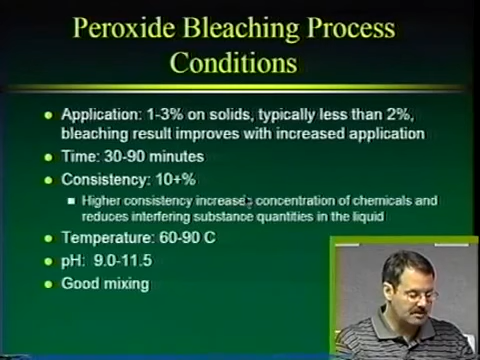 Peroxide Bleaching Process
Conditions
Application: 1-3% on solids, typically less than 2%,
bleaching result improves with increased application
Time: 30-90 minutes
Consistency: 10+%
Higher consistency increases concentration of chemicals and
reduces interfering substance quantities in the liquid
Temperature: 60-90 C
pH: 9.0-11.5
Good mixing